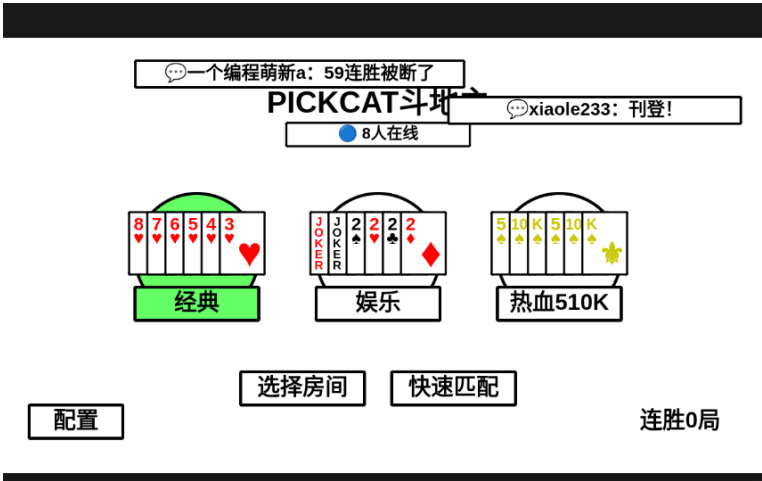 💬一个编程萌新a：59连胜被断了
PICKCAT斗地
💬xiaole233：刊登！
🔵 8人在线
8 7 6 5 4 3
JOKER JOKER 2 2 2 2
5 10 K 5 10 K
经典
娱乐
热血510K
选择房间
快速匹配
配置
连胜0局